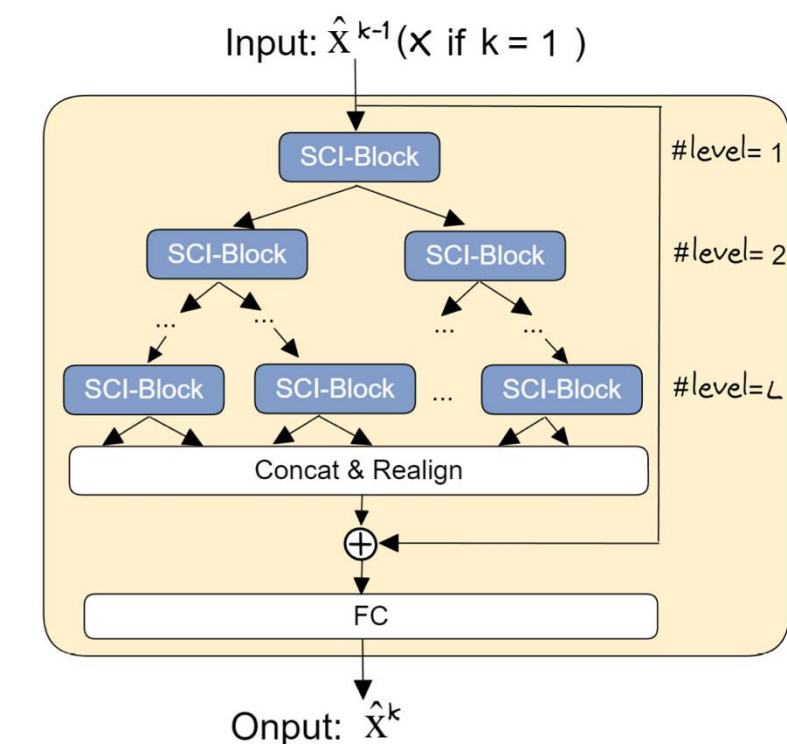 Input: x̂ᵏ⁻¹(x if k = 1 )
SCI-Block
#level= 1
SCI-Block SCI-Block
#level= 2
... ... ... ...
SCI-Block SCI-Block ... SCI-Block
#level=L
Concat & Realign
+
FC
Onput: x̂ᵏ